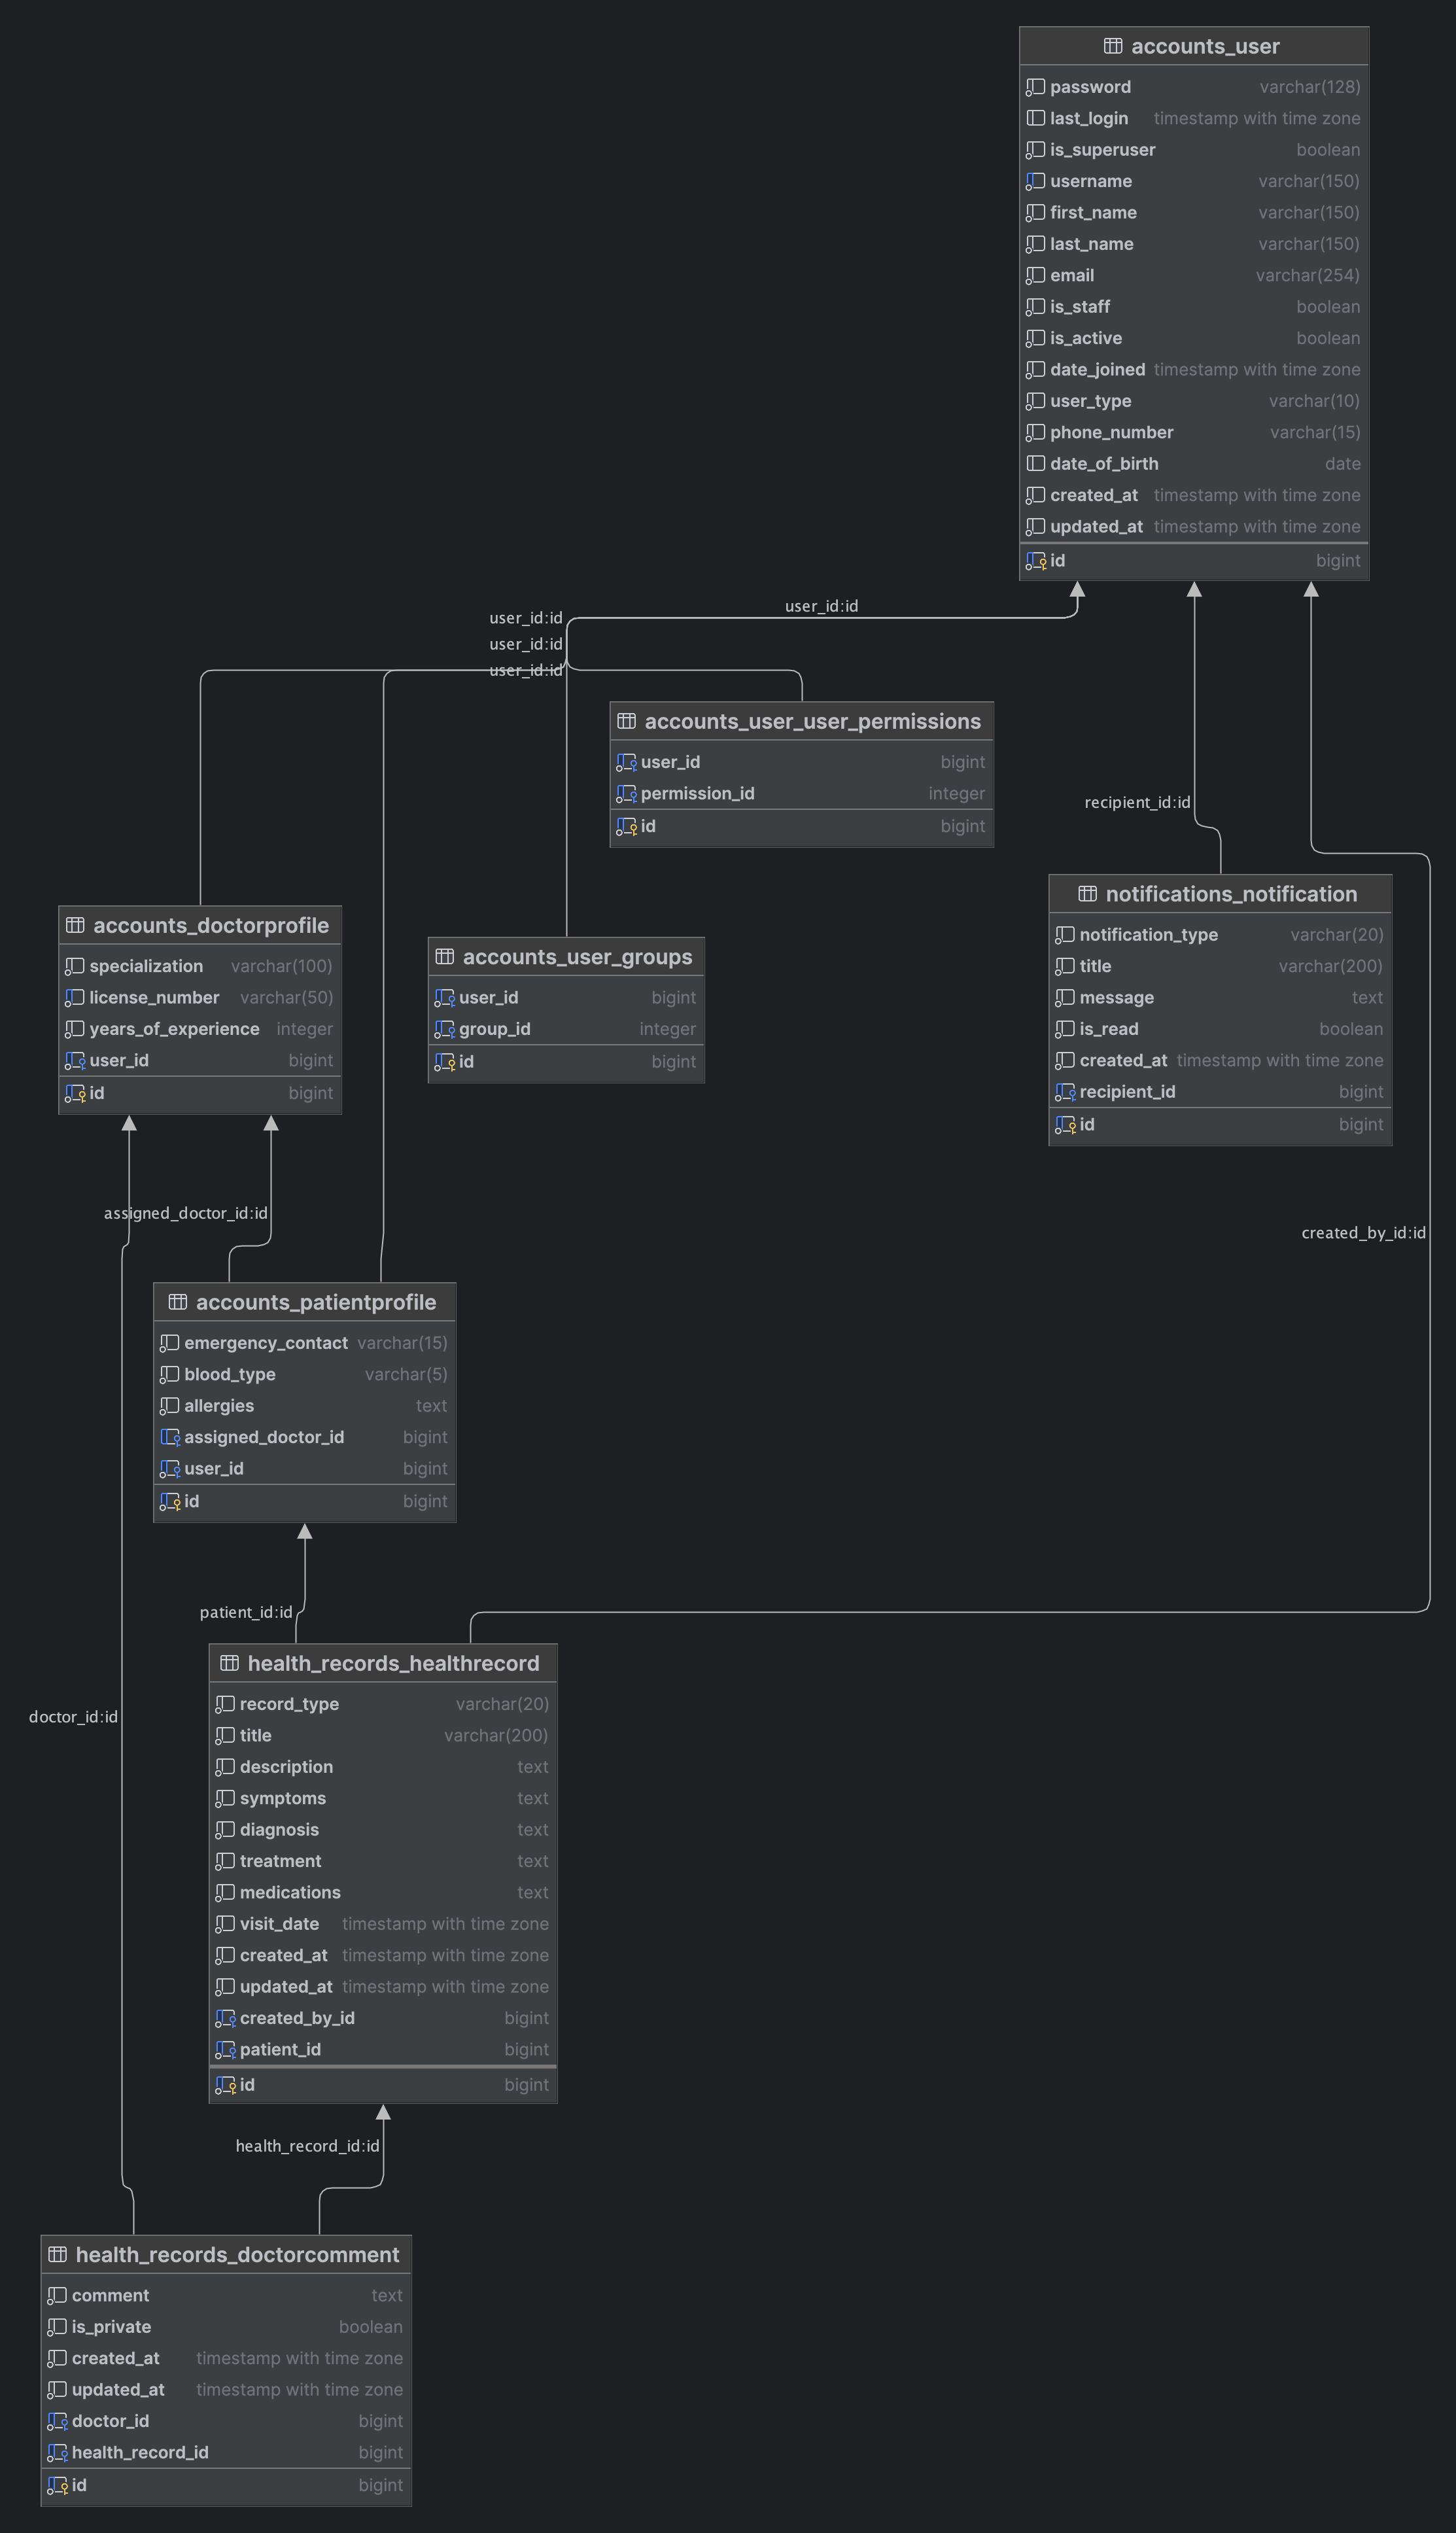 accounts_user
password varchar(128)
last_login timestamp with time zone
is_superuser boolean
username varchar(150)
first_name varchar(150)
last_name varchar(150)
email varchar(254)
is_staff boolean
is_active boolean
date_joined timestamp with time zone
user_type varchar(10)
phone_number varchar(15)
date_of_birth date
created_at timestamp with time zone
updated_at timestamp with time zone
id bigint
user_id:id
user_id:id
user_id:id
user_id:id
accounts_user_user_permissions
user_id bigint
permission_id integer
id bigint
recipient_id:id
notifications_notification
notification_type varchar(20)
title varchar(200)
message text
is_read boolean
created_at timestamp with time zone
recipient_id bigint
id bigint
accounts_doctorprofile
specialization varchar(100)
license_number varchar(50)
years_of_experience integer
user_id bigint
id bigint
accounts_user_groups
user_id bigint
group_id integer
id bigint
assigned_doctor_id:id
created_by_id:id
accounts_patientprofile
emergency_contact varchar(15)
blood_type varchar(5)
allergies text
assigned_doctor_id bigint
user_id bigint
id bigint
patient_id:id
health_records_healthrecord
record_type varchar(20)
title varchar(200)
description text
symptoms text
diagnosis text
treatment text
medications text
visit_date timestamp with time zone
created_at timestamp with time zone
updated_at timestamp with time zone
created_by_id bigint
patient_id bigint
id bigint
doctor_id:id
health_record_id:id
health_records_doctorcomment
comment text
is_private boolean
created_at timestamp with time zone
updated_at timestamp with time zone
doctor_id bigint
health_record_id bigint
id bigint